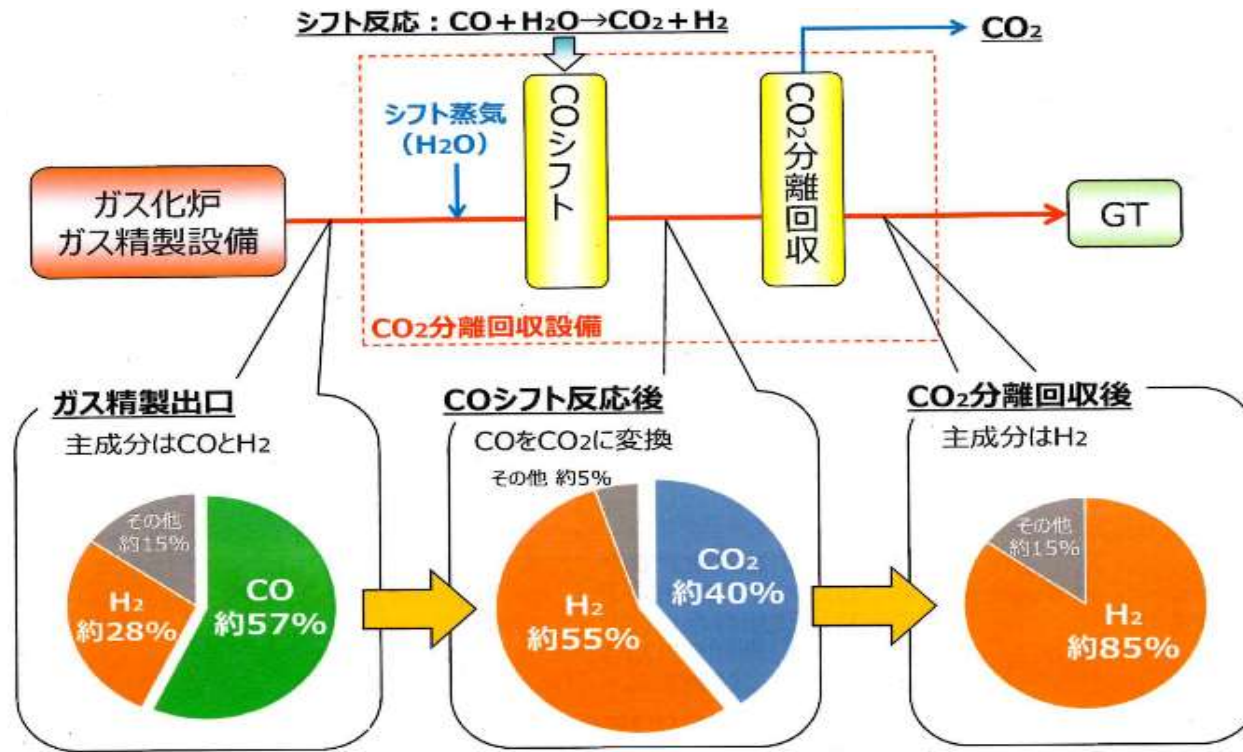 シフト反応：CO＋H₂O→CO₂＋H₂
CO₂
シフト蒸気
（H₂O）
COシフト
CO₂分離回収
ガス化炉
ガス精製設備
GT
CO₂分離回収設備
ガス精製出口
主成分はCOとH₂
その他
約15%
H₂
約28%
CO
約57%
COシフト反応後
COをCO₂に変換
その他 約5%
H₂
約55%
CO₂
約40%
CO₂分離回収後
主成分はH₂
その他
約15%
H₂
約85%